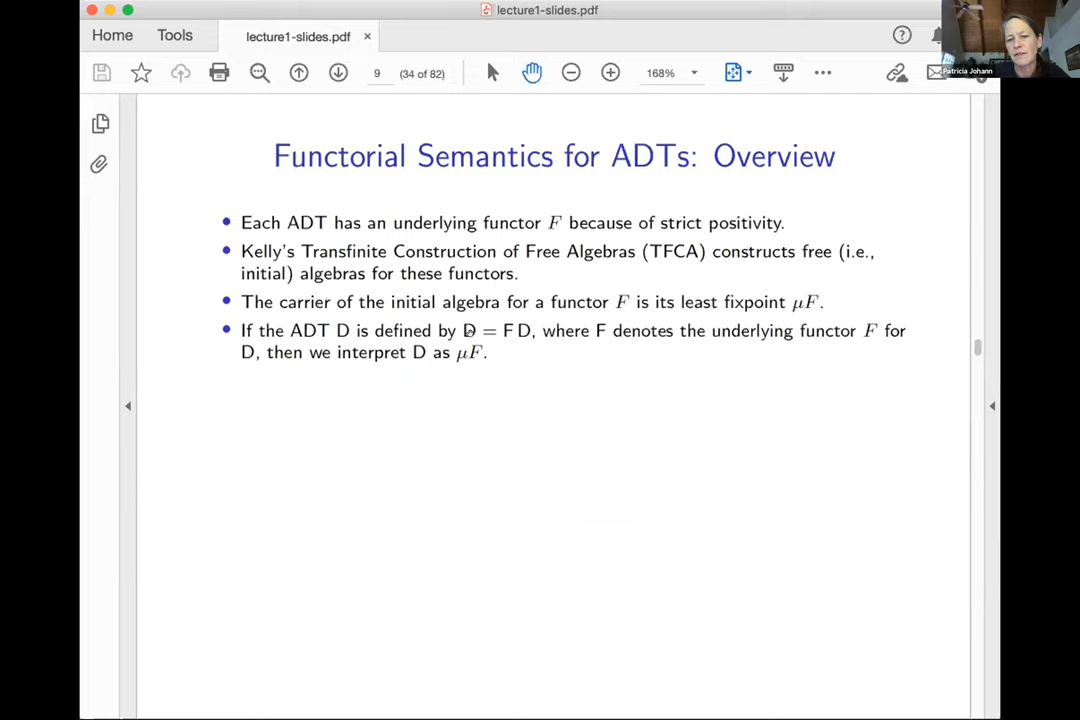 lecture1-slides.pdf
Home Tools lecture1-slides.pdf ×
9 (34 of 82) 168%
Patricia Johann
Functorial Semantics for ADTs: Overview
• Each ADT has an underlying functor F because of strict positivity.
• Kelly's Transfinite Construction of Free Algebras (TFCA) constructs free (i.e.,
initial) algebras for these functors.
• The carrier of the initial algebra for a functor F is its least fixpoint μF.
• If the ADT D is defined by D = F D, where F denotes the underlying functor F for
D, then we interpret D as μF.